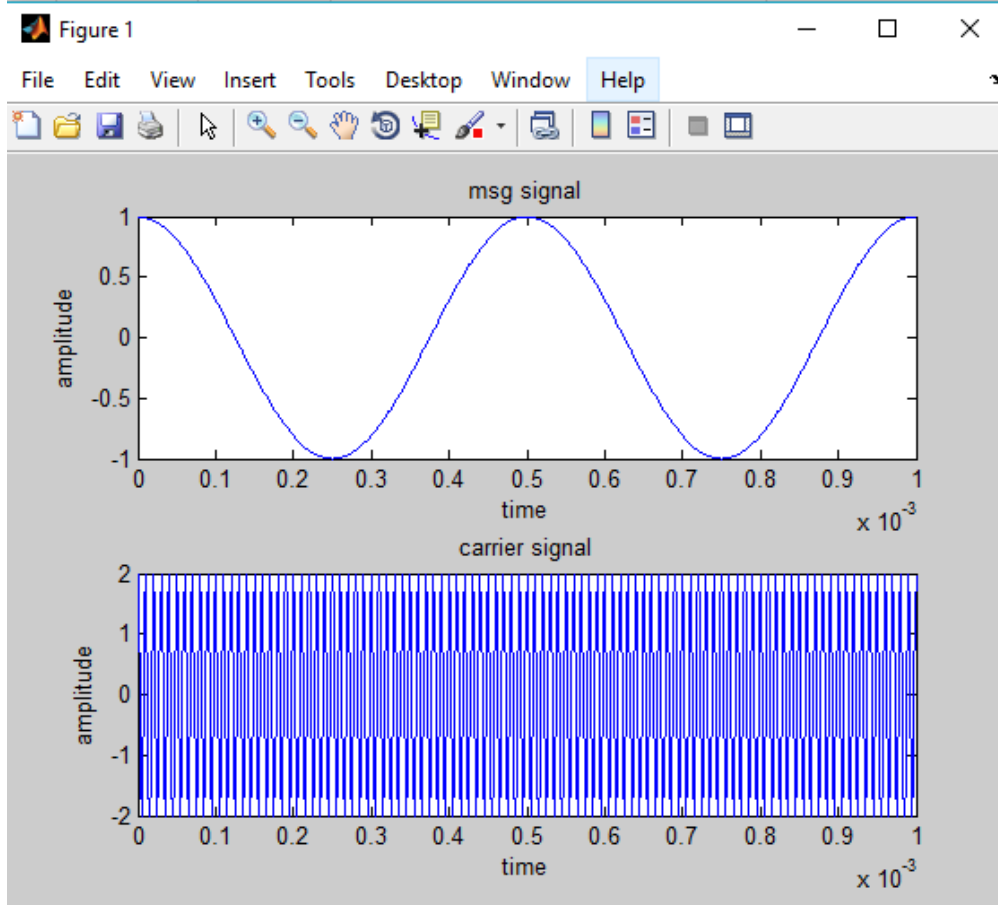 Figure 1
File Edit View Insert Tools Desktop Window Help
msg signal
amplitude
1
0.5
0
-0.5
-1
0 0.1 0.2 0.3 0.4 0.5 0.6 0.7 0.8 0.9 1
time
x 10⁻³
carrier signal
amplitude
2
1
0
-1
-2
0 0.1 0.2 0.3 0.4 0.5 0.6 0.7 0.8 0.9 1
time
x 10⁻³